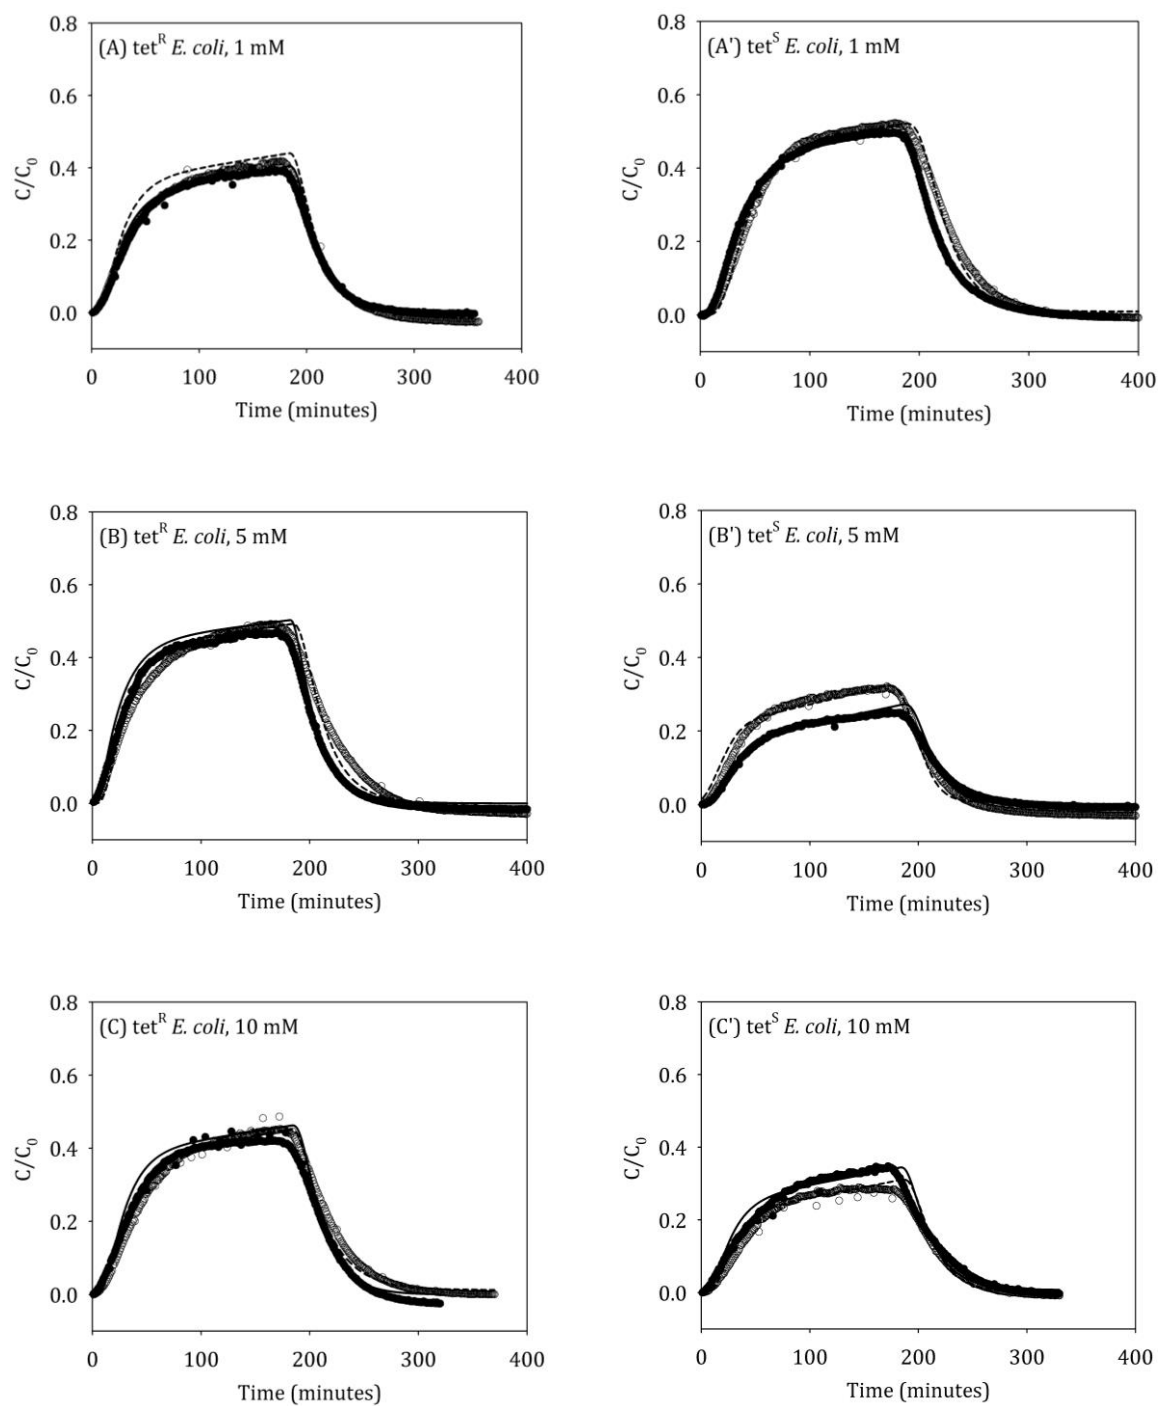 (A) tet^R E. coli, 1 mM
0.8
0.6
0.4
0.2
0.0
C/C₀
0 100 200 300 400
Time (minutes)
(A') tet^S E. coli, 1 mM
0.8
0.6
0.4
0.2
0.0
C/C₀
0 100 200 300 400
Time (minutes)
(B) tet^R E. coli, 5 mM
0.8
0.6
0.4
0.2
0.0
C/C₀
0 100 200 300 400
Time (minutes)
(B') tet^S E. coli, 5 mM
0.8
0.6
0.4
0.2
0.0
C/C₀
0 100 200 300 400
Time (minutes)
(C) tet^R E. coli, 10 mM
0.8
0.6
0.4
0.2
0.0
C/C₀
0 100 200 300 400
Time (minutes)
(C') tet^S E. coli, 10 mM
0.8
0.6
0.4
0.2
0.0
C/C₀
0 100 200 300 400
Time (minutes)